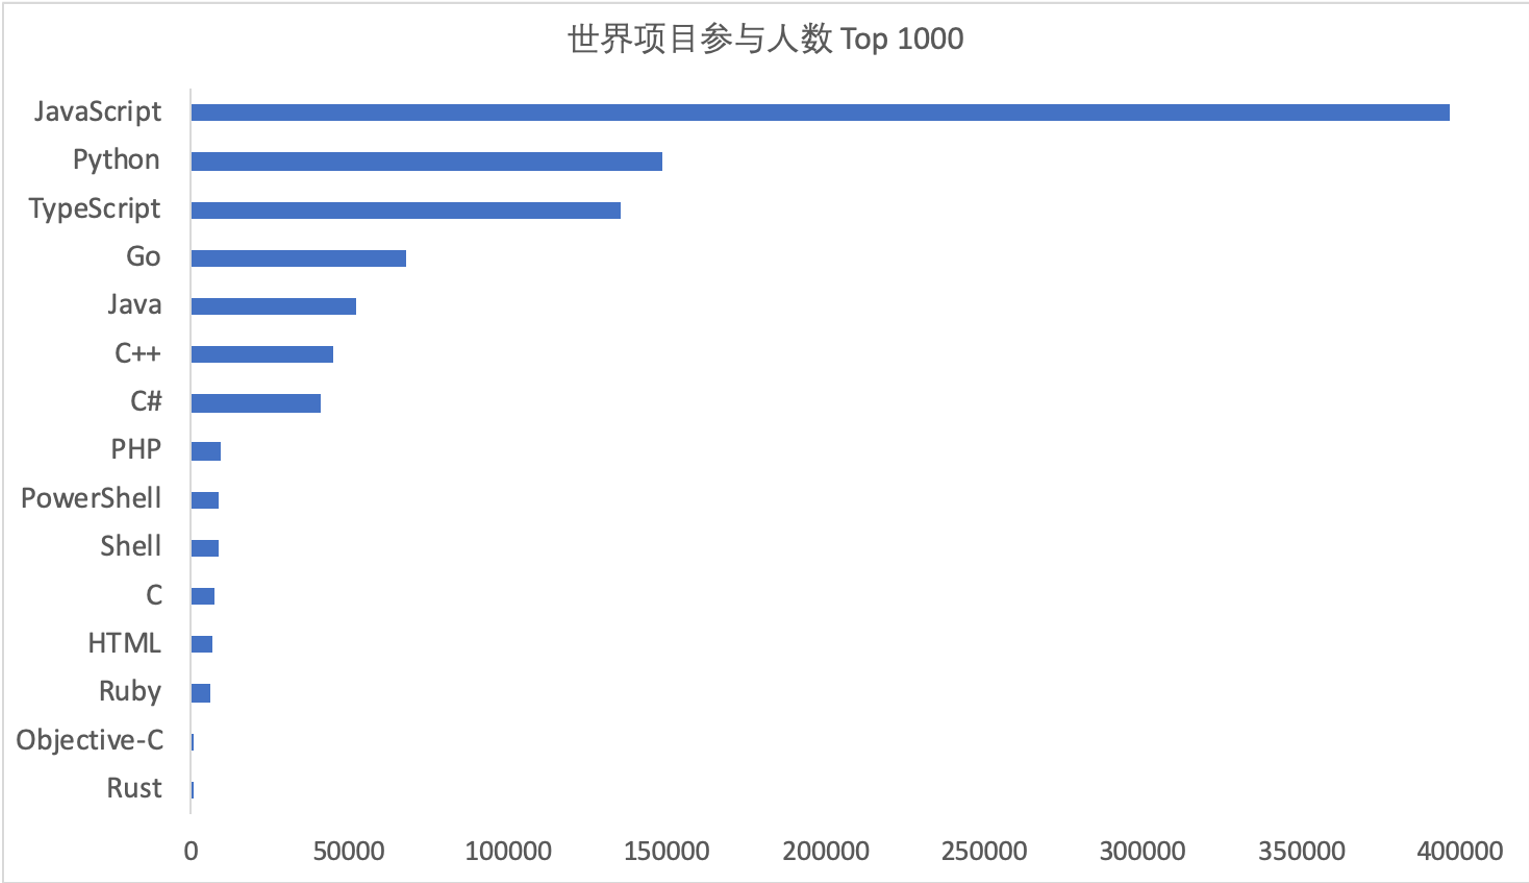 世界项目参与人数 Top 1000
JavaScript
Python
TypeScript
Go
Java
C++
C#
PHP
PowerShell
Shell
C
HTML
Ruby
Objective-C
Rust
0 50000 100000 150000 200000 250000 300000 350000 400000